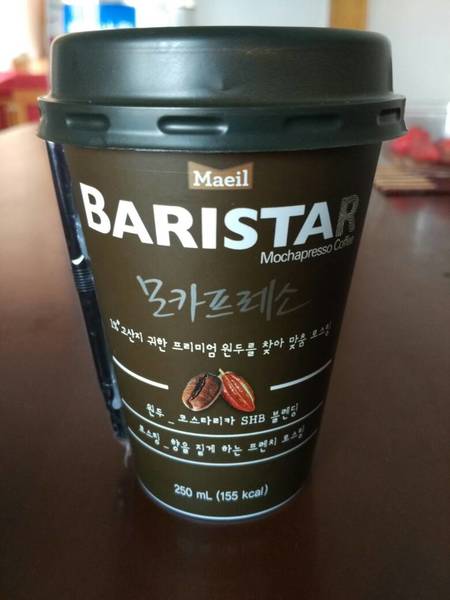 Maeil
BARISTAR
Mochapresso Coffee
모카프레소
1% 고산지 귀한 프리미엄 원두를 찾아 맞춤 로스팅
원두 _ 코스타리카 SHB 블렌딩
로스팅 _ 향을 짙게 하는 프렌치 로스팅
250 mL (155 kcal)